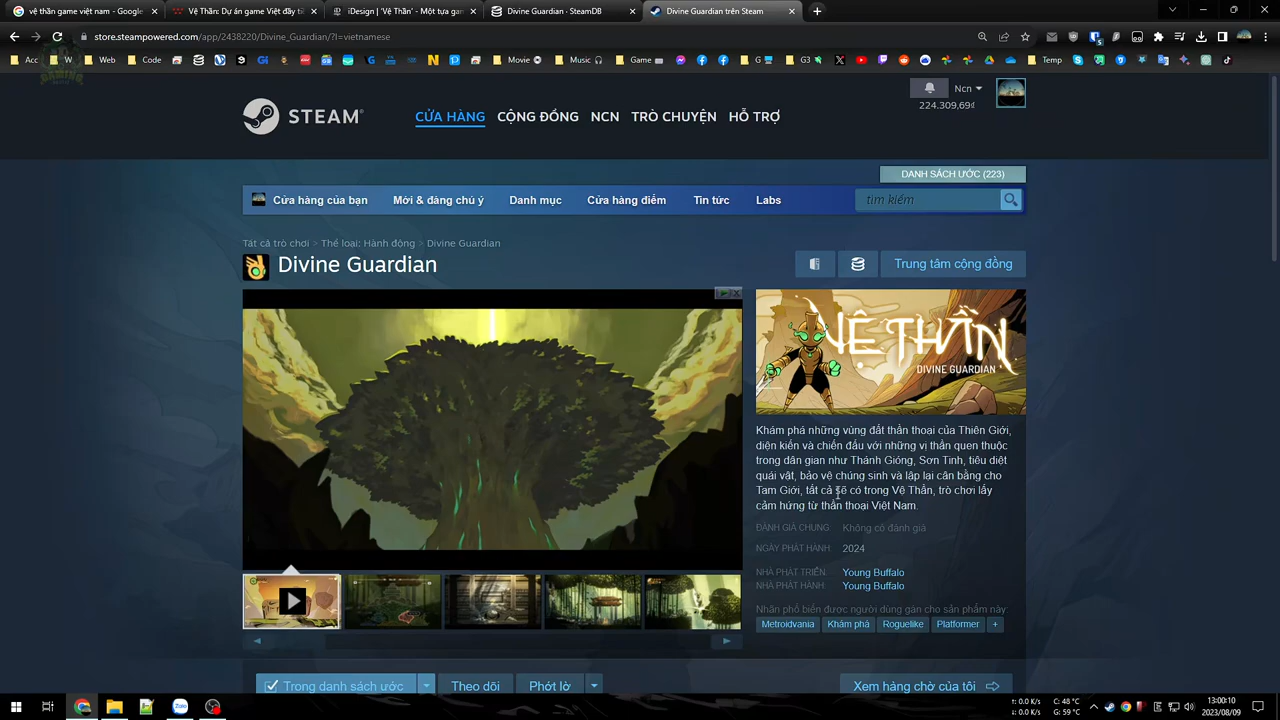 vệ thần game việt nam - Google
Vệ Thần: Dự án game Việt đầy ti
iDesign | 'Vệ Thần' - Một tựa gan
Divine Guardian · SteamDB
Divine Guardian trên Steam
store.steampowered.com/app/2438220/Divine_Guardian/?l=vietnamese
Acc
W
Web
Code
Movie
Music
Game
G
G3
Temp
Ncn
224.309,69₫
STEAM®
CỬA HÀNG
CỘNG ĐỒNG
NCN
TRÒ CHUYỆN
HỖ TRỢ
DANH SÁCH ƯỚC (223)
Cửa hàng của bạn
Mới & đáng chú ý
Danh mục
Cửa hàng điểm
Tin tức
Labs
tìm kiếm
Tất cả trò chơi > Thể loại: Hành động > Divine Guardian
Divine Guardian
Trung tâm cộng đồng
VỆ THẦN
DIVINE GUARDIAN
Khám phá những vùng đất thần thoại của Thiên Giới,
diện kiến và chiến đấu với những vị thần quen thuộc
trong dân gian như Thánh Gióng, Sơn Tinh, tiêu diệt
quái vật, bảo vệ chúng sinh và lập lại cân bằng cho
Tam Giới, tất cả sẽ có trong Vệ Thần, trò chơi lấy
cảm hứng từ thần thoại Việt Nam.
ĐÁNH GIÁ CHUNG: Không có đánh giá
NGÀY PHÁT HÀNH: 2024
NHÀ PHÁT TRIỂN: Young Buffalo
NHÀ PHÁT HÀNH: Young Buffalo
Nhãn phổ biến được người dùng gán cho sản phẩm này:
Metroidvania
Khám phá
Roguelike
Platformer
+
Trong danh sách ước
Theo dõi
Phớt lờ
Xem hàng chờ của tôi
↑: 0.0 K/s
↓: 0.0 K/s
C: 48 °C
G: 59 °C
13:00:10
2023/08/09
Zalo